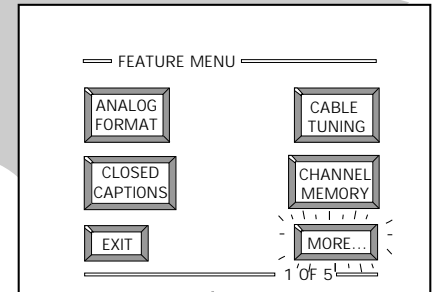 FEATURE MENU
ANALOG
FORMAT
CABLE
TUNING
CLOSED
CAPTIONS
CHANNEL
MEMORY
EXIT
MORE...
1 OF 5